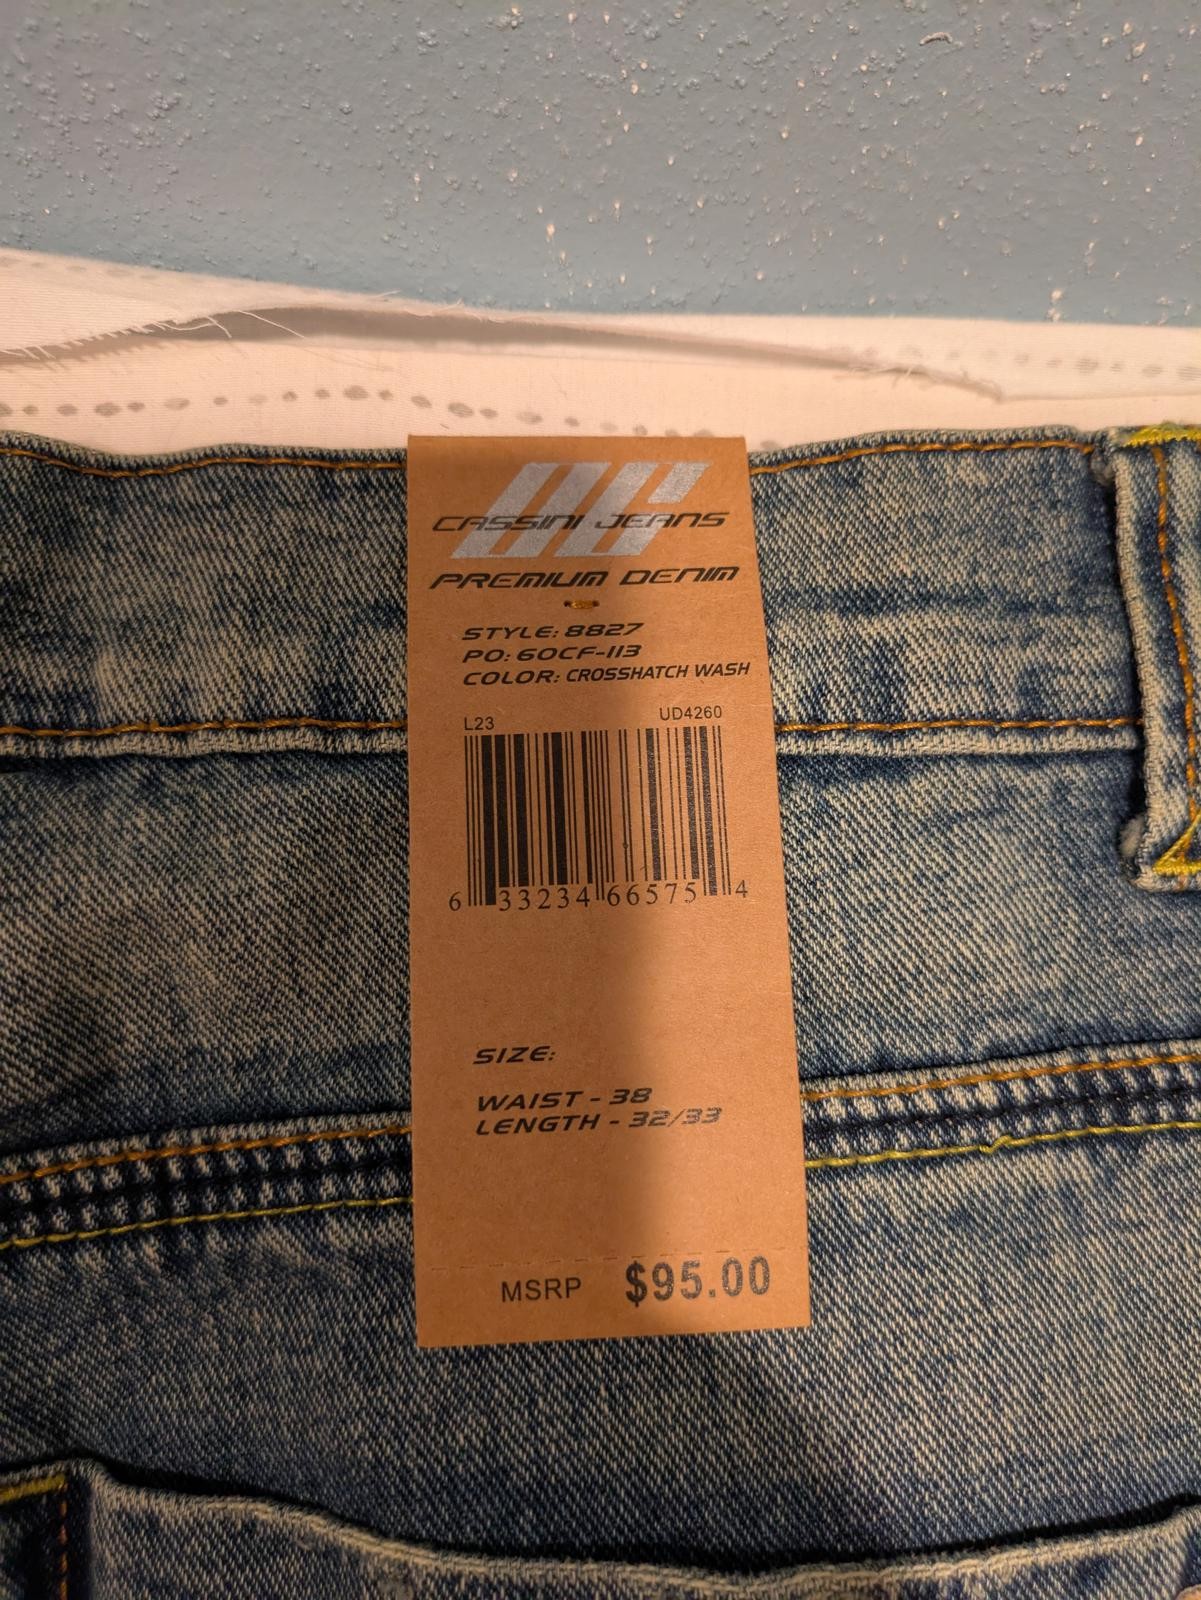 CASSINI JEANS
PREMIUM DENIM
STYLE: 8827
PO: 60CF-113
COLOR: CROSSHATCH WASH
L23 UD4260
6 33234 66575 4
SIZE:
WAIST - 38
LENGTH - 32/33
MSRP $95.00